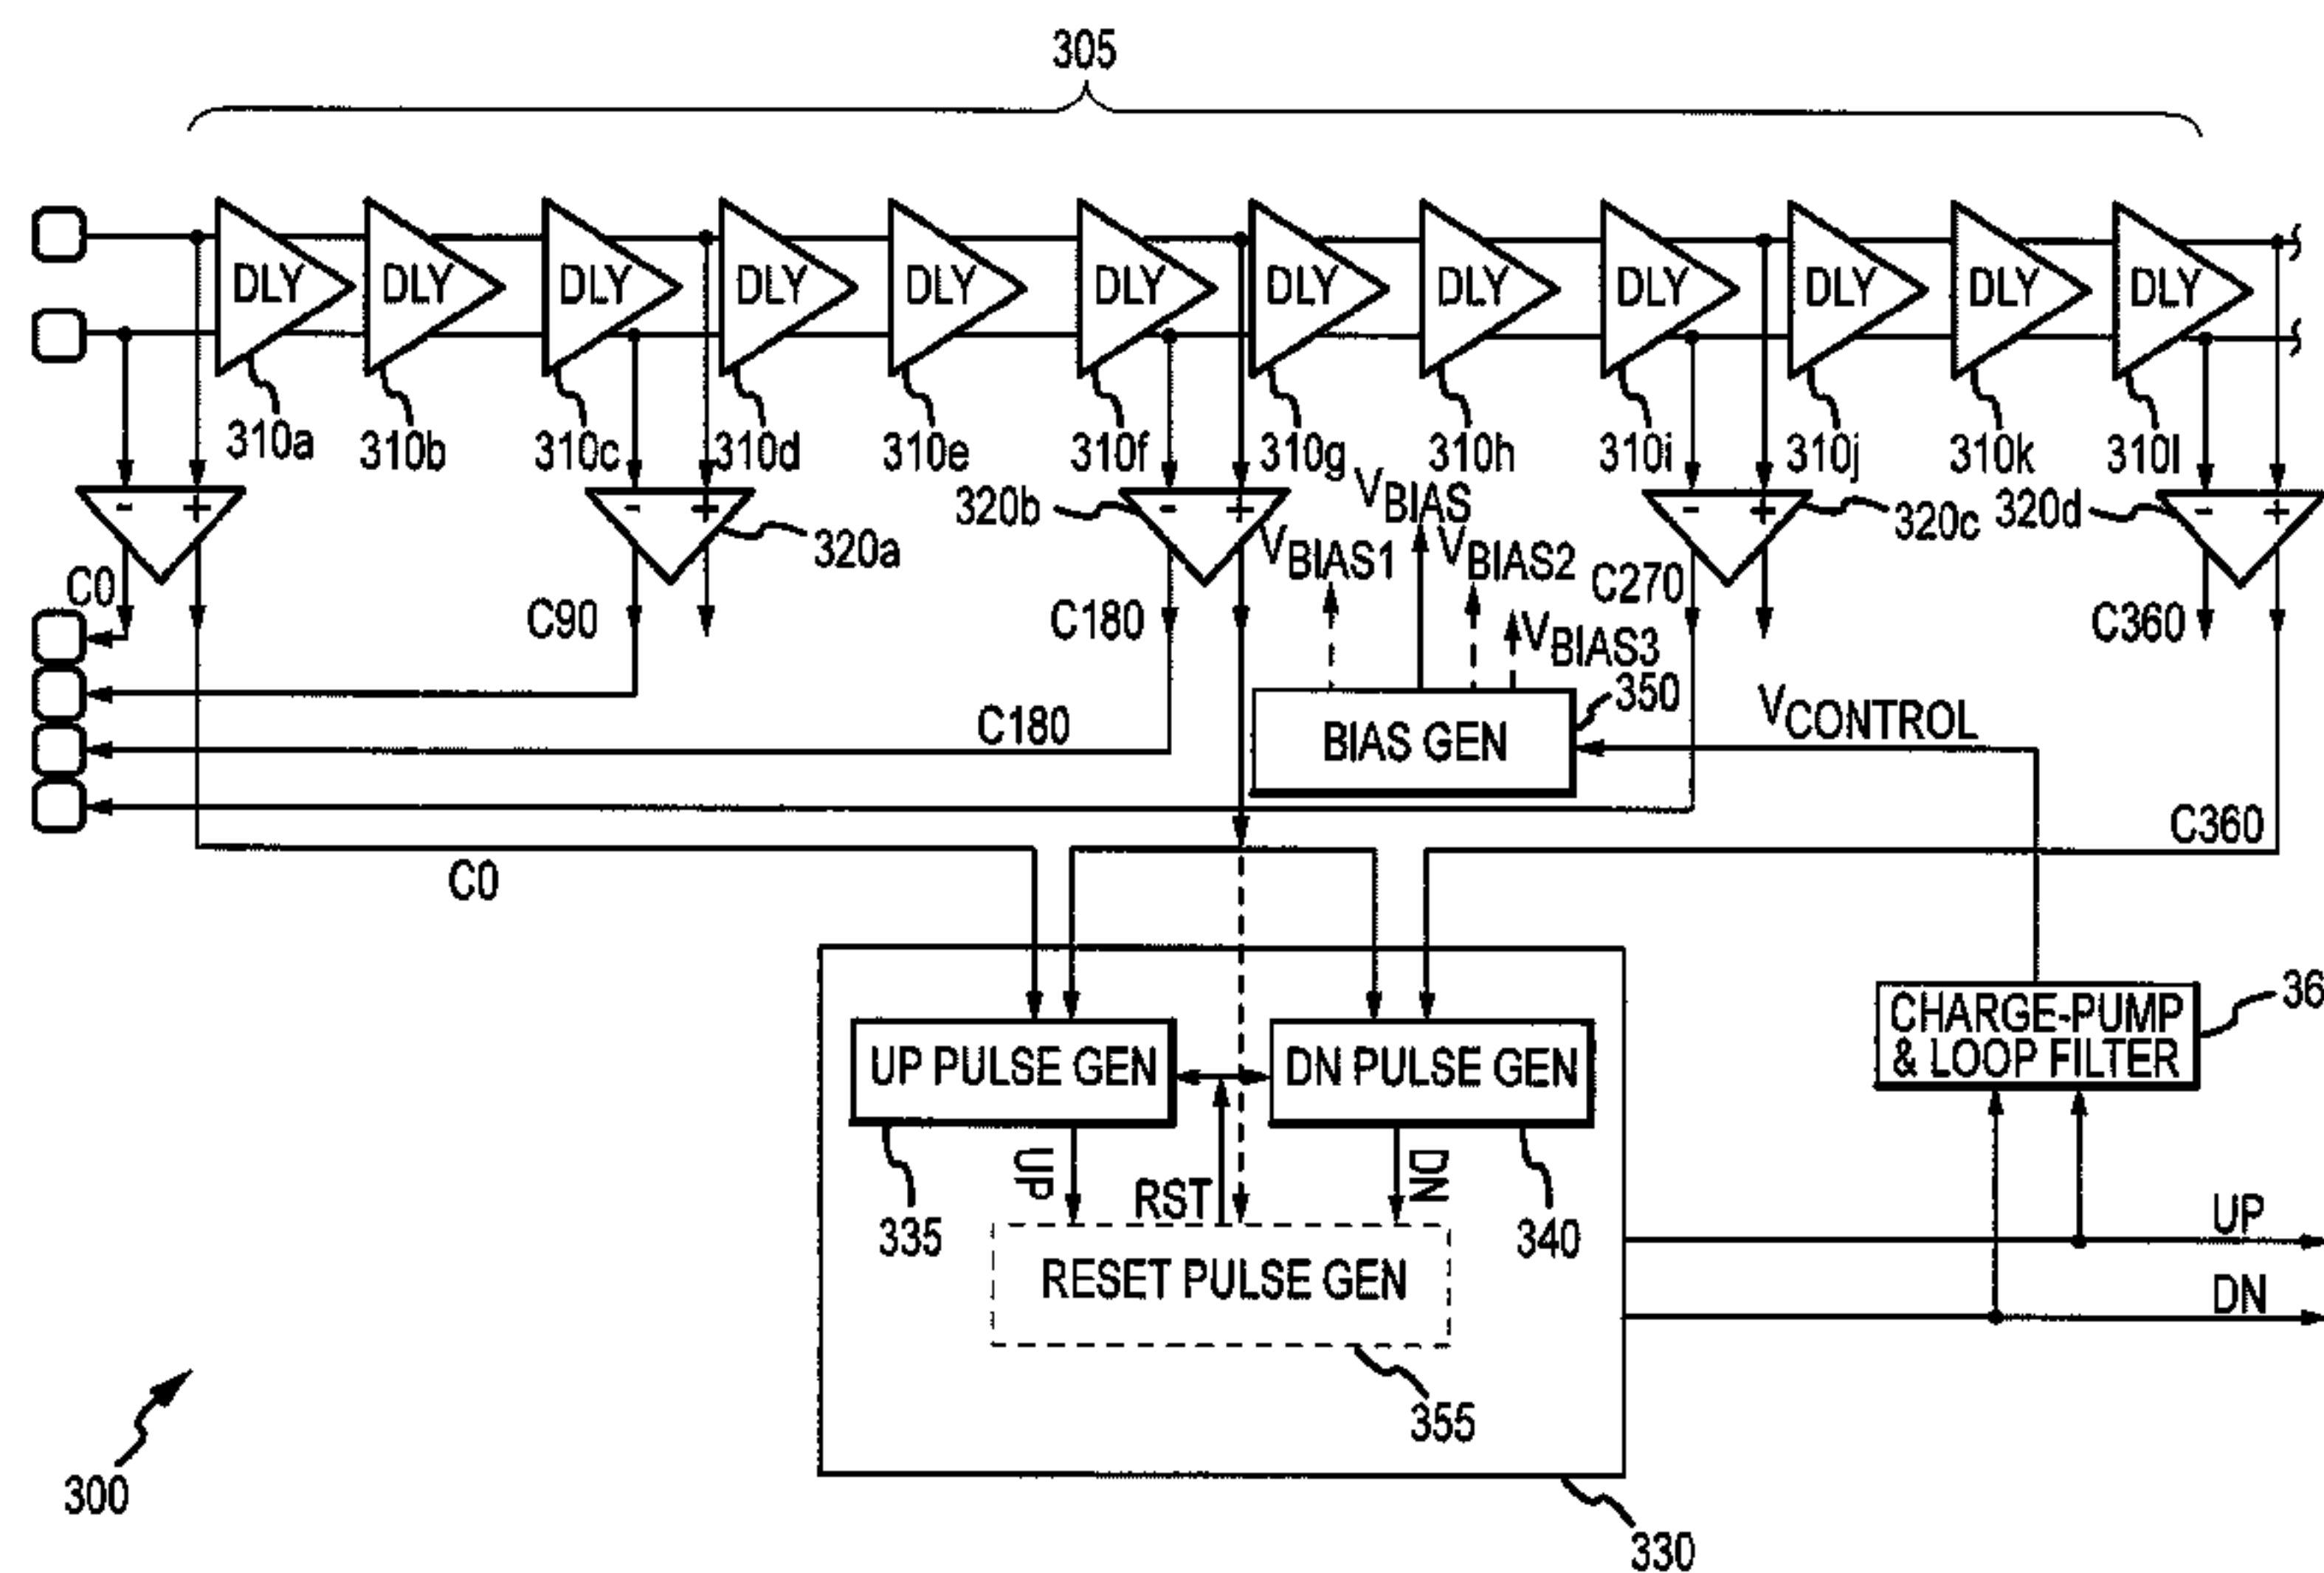 305
DLY DLY DLY DLY DLY DLY DLY DLY DLY DLY DLY DLY
310a 310b 310c 310d 310e 310f 310g 310h 310i 310j 310k 310l
- + - + - + - + - +
320a 320b 320c 320d
VBIAS
VBIAS1 VBIAS2
VBIAS3
C0 C90 C180 C270 C360
350
C180 BIAS GEN VCONTROL
C360
C0
CHARGE-PUMP
& LOOP FILTER
36
UP PULSE GEN DN PULSE GEN
UP RST DN
335 340
UP
RESET PULSE GEN
DN
355
300
330